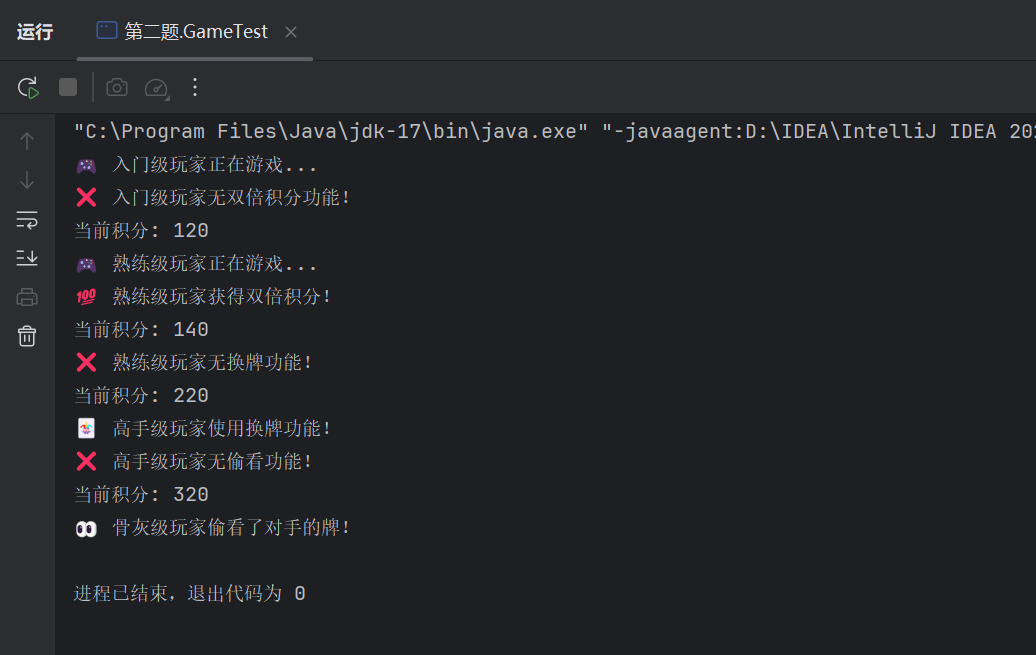 运行 第二题.GameTest
"C:\Program Files\Java\jdk-17\bin\java.exe" "-javaagent:D:\IDEA\IntelliJ IDEA
🎮 入门级玩家正在游戏...
❌ 入门级玩家无双倍积分功能!
当前积分: 120
🎮 熟练级玩家正在游戏...
💯 熟练级玩家获得双倍积分!
当前积分: 140
❌ 熟练级玩家无换牌功能!
当前积分: 220
🃏 高手级玩家使用换牌功能!
❌ 高手级玩家无偷看功能!
当前积分: 320
👀 骨灰级玩家偷看了对手的牌!
进程已结束，退出代码为 0